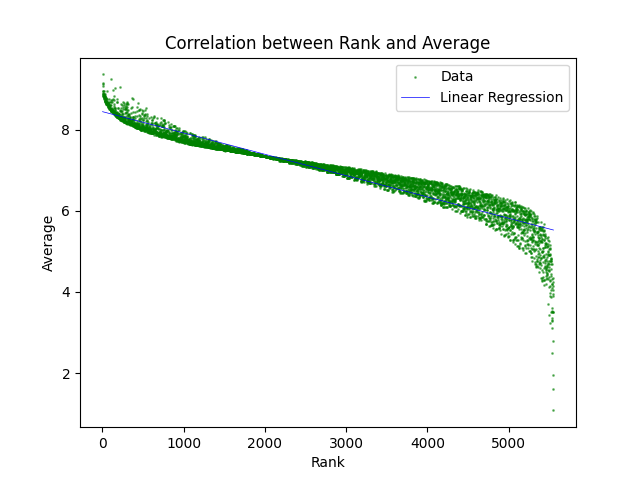 Correlation between Rank and Average
Data
Linear Regression
8
6
4
2
Average
0
1000
2000
3000
4000
5000
Rank